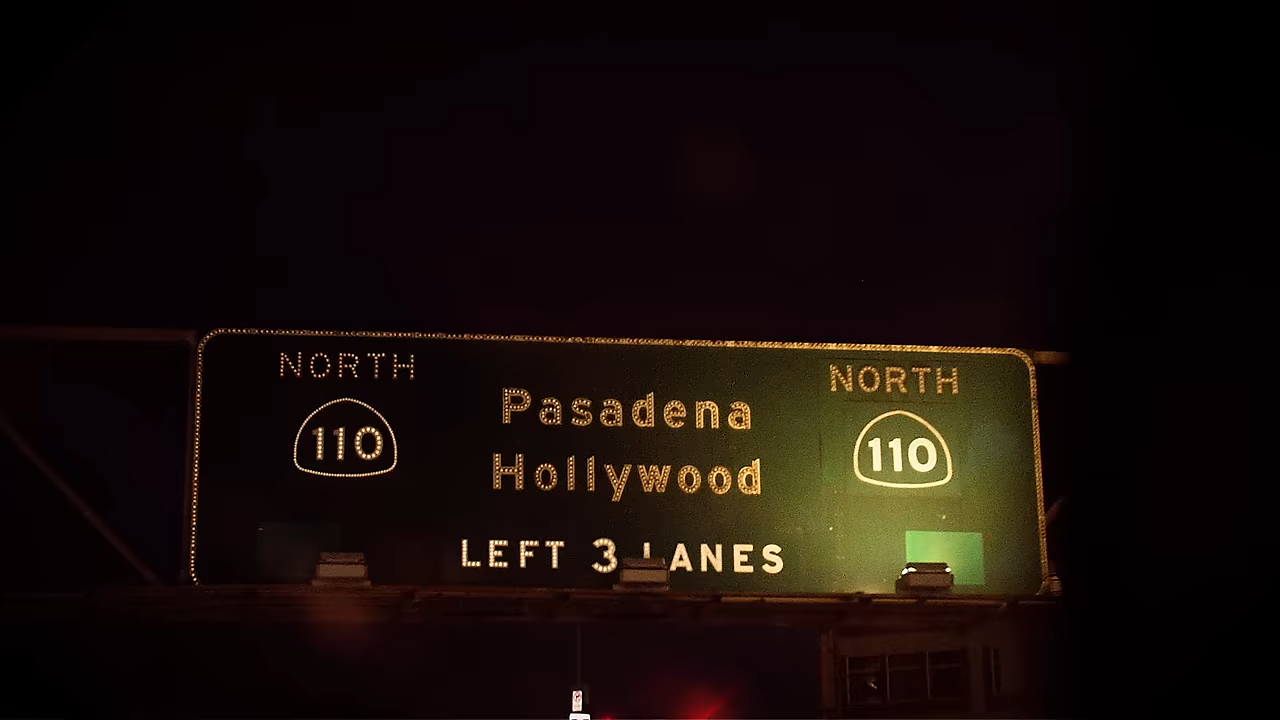 NORTH
110
Pasadena
Hollywood
LEFT 3 LANES
NORTH
110